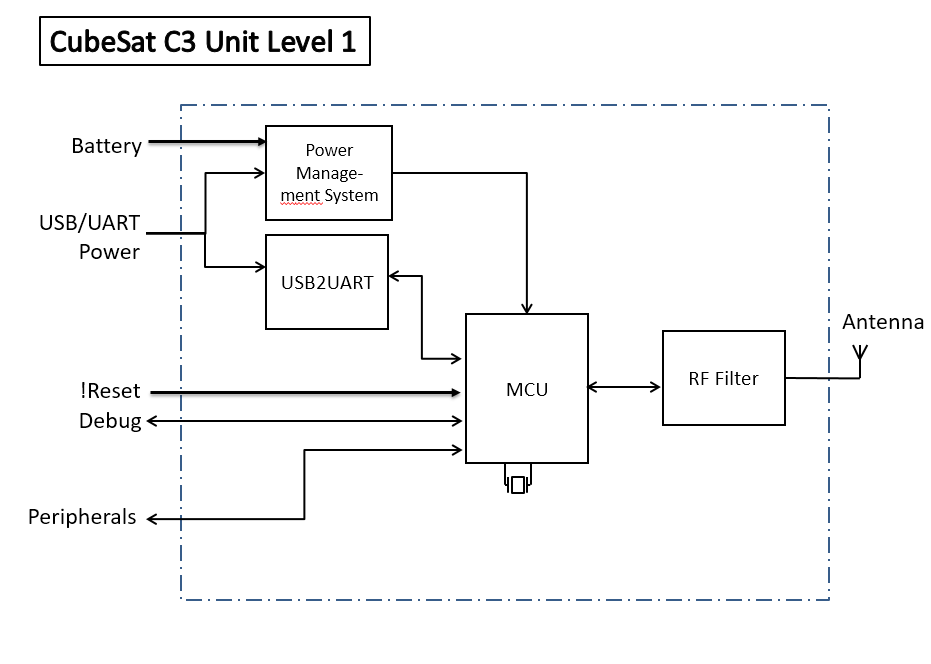 CubeSat C3 Unit Level 1
Battery
Power
Manage-
ment System
USB/UART
Power
USB2UART
Antenna
!Reset
Debug
MCU
RF Filter
Peripherals